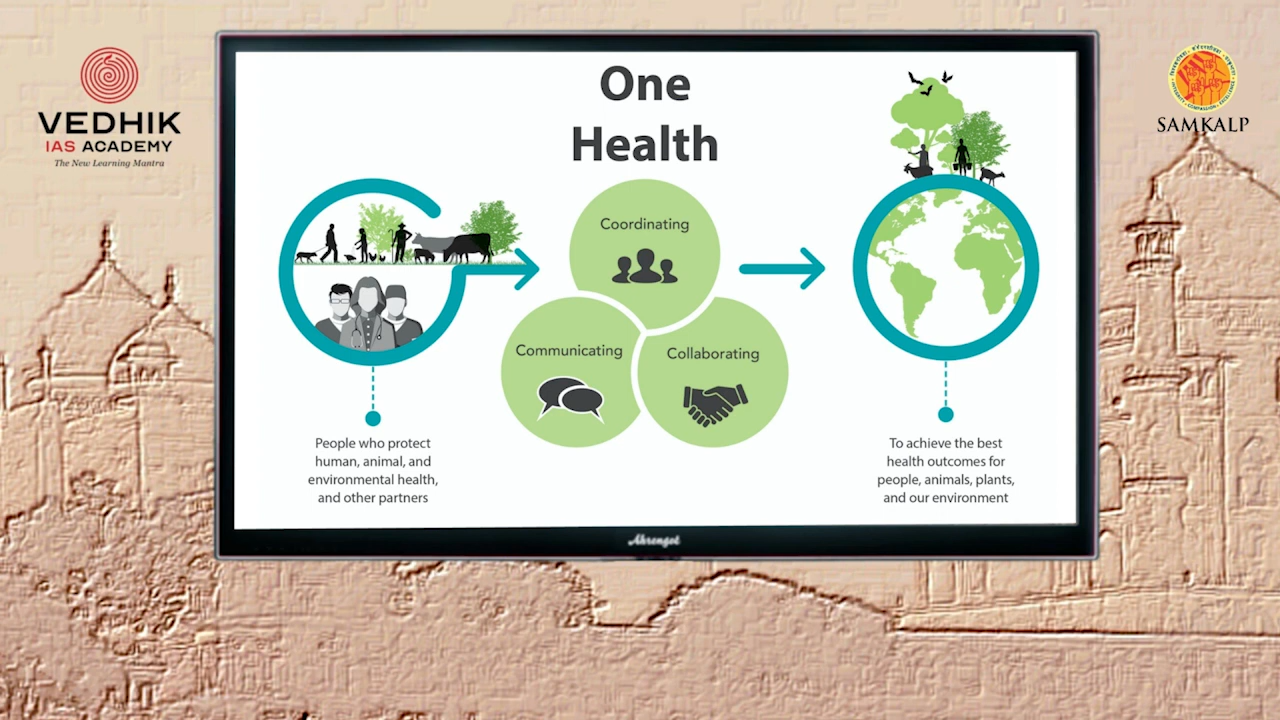 VEDHIK
IAS ACADEMY
The New Learning Mantra
SAMKALP
One
Health
Coordinating
Communicating
Collaborating
People who protect
human, animal, and
environmental health,
and other partners
To achieve the best
health outcomes for
people, animals, plants,
and our environment